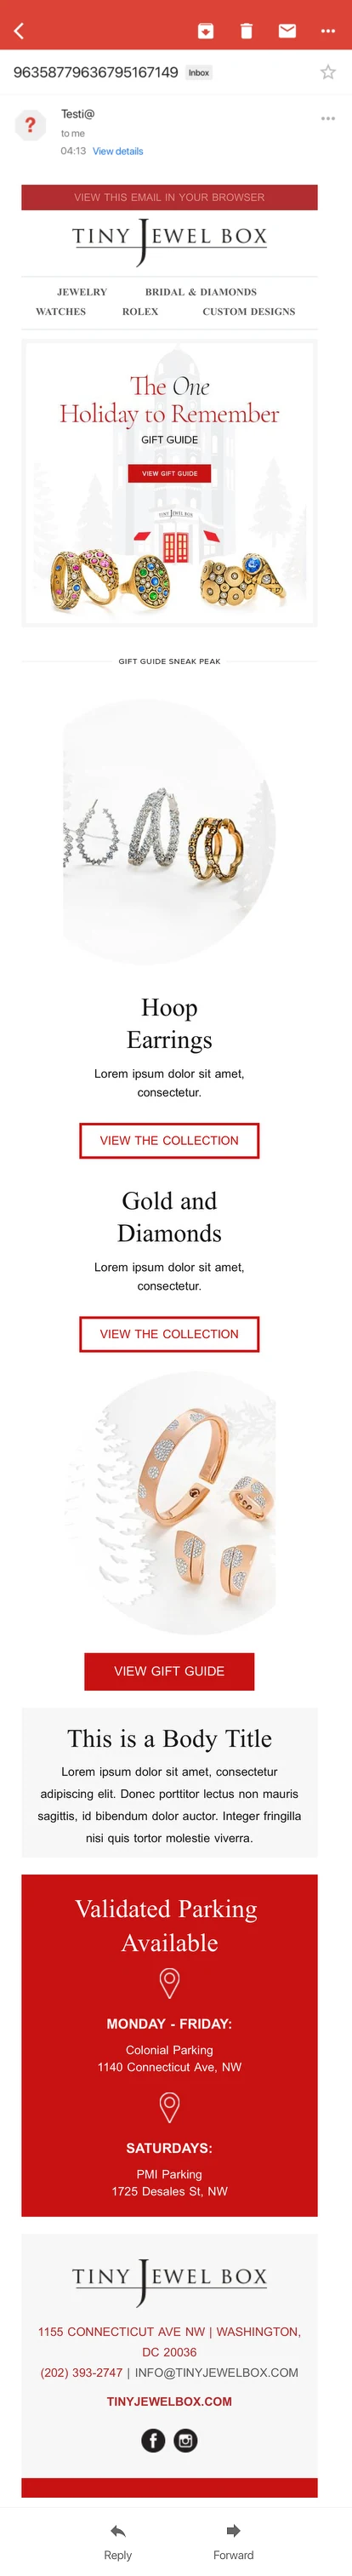 96358779636795167149 Inbox
?
Testi@
to me
04:13 View details
VIEW THIS EMAIL IN YOUR BROWSER
TINY JEWEL BOX
JEWELRY BRIDAL & DIAMONDS
WATCHES ROLEX CUSTOM DESIGNS
The One
Holiday to Remember
GIFT GUIDE
VIEW GIFT GUIDE
TINY JEWEL BOX
GIFT GUIDE SNEAK PEAK
Hoop
Earrings
Lorem ipsum dolor sit amet,
consectetur.
VIEW THE COLLECTION
Gold and
Diamonds
Lorem ipsum dolor sit amet,
consectetur.
VIEW THE COLLECTION
VIEW GIFT GUIDE
This is a Body Title
Lorem ipsum dolor sit amet, consectetur
adipiscing elit. Donec porttitor lectus non mauris
sagittis, id bibendum dolor auctor. Integer fringilla
nisi quis tortor molestie viverra.
Validated Parking
Available
MONDAY - FRIDAY:
Colonial Parking
1140 Connecticut Ave, NW
SATURDAYS:
PMI Parking
1725 Desales St, NW
TINY JEWEL BOX
1155 CONNECTICUT AVE NW | WASHINGTON,
DC 20036
(202) 393-2747 | INFO@TINYJEWELBOX.COM
TINYJEWELBOX.COM
Reply Forward